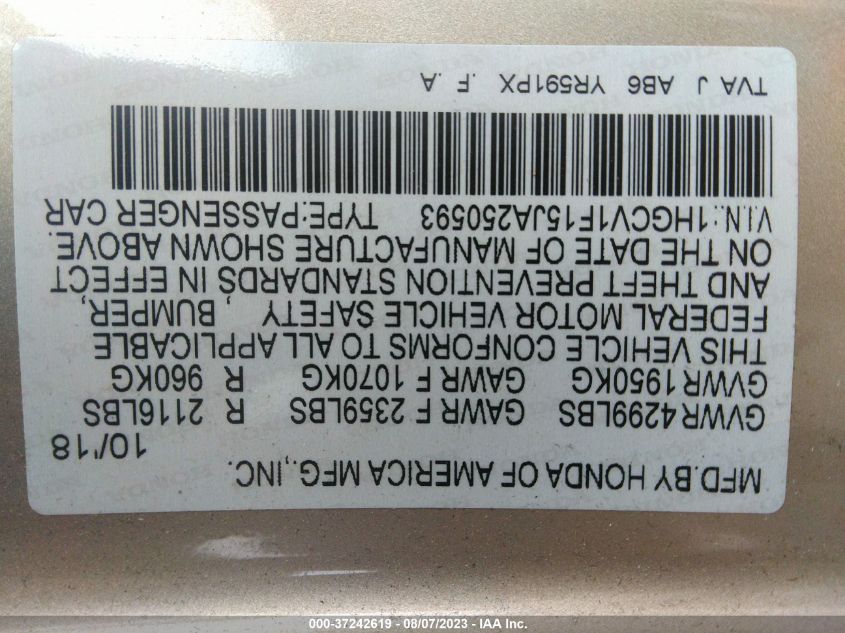 MFD.BY HONDA OF AMERICA MFG.,INC.
10/'18
GVWR 4299LBS GAWR F 2359LBS R 2116LBS
GVWR 1950KG GAWR F 1070KG R 960KG
THIS VEHICLE CONFORMS TO ALL APPLICABLE
FEDERAL MOTOR VEHICLE SAFETY , BUMPER,
AND THEFT PREVENTION STANDARDS IN EFFECT
ON THE DATE OF MANUFACTURE SHOWN ABOVE.
V.I.N.:1HGCV1F15JA250593 TYPE:PASSENGER CAR
TVA J AB6 YR591PX .F .A
000-37242619 - 08/07/2023 - IAA Inc.